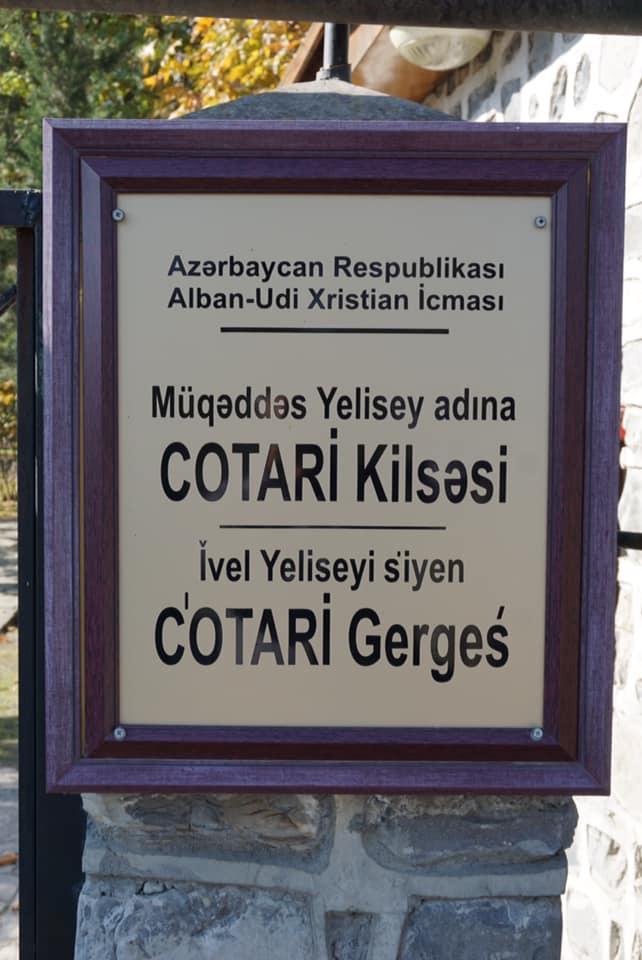 Azərbaycan Respublikası
Alban-Udi Xristian İcması
Müqəddəs Yelisey adına
COTARİ Kilsəsi
İ̌vel Yeliseyi s̈iyen
C̍OTARİ Gergeś